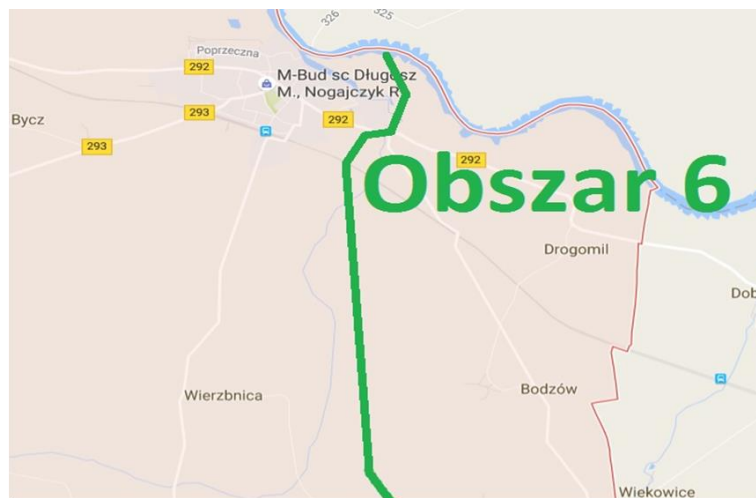 326
325
Poprzeczna
292
M-Bud sc Długosz
M., Nogajczyk R
293
292
Bycz
293
292
Obszar 6
Drogomil
Dob
Wierzbnica
Bodzów
Wiekowice